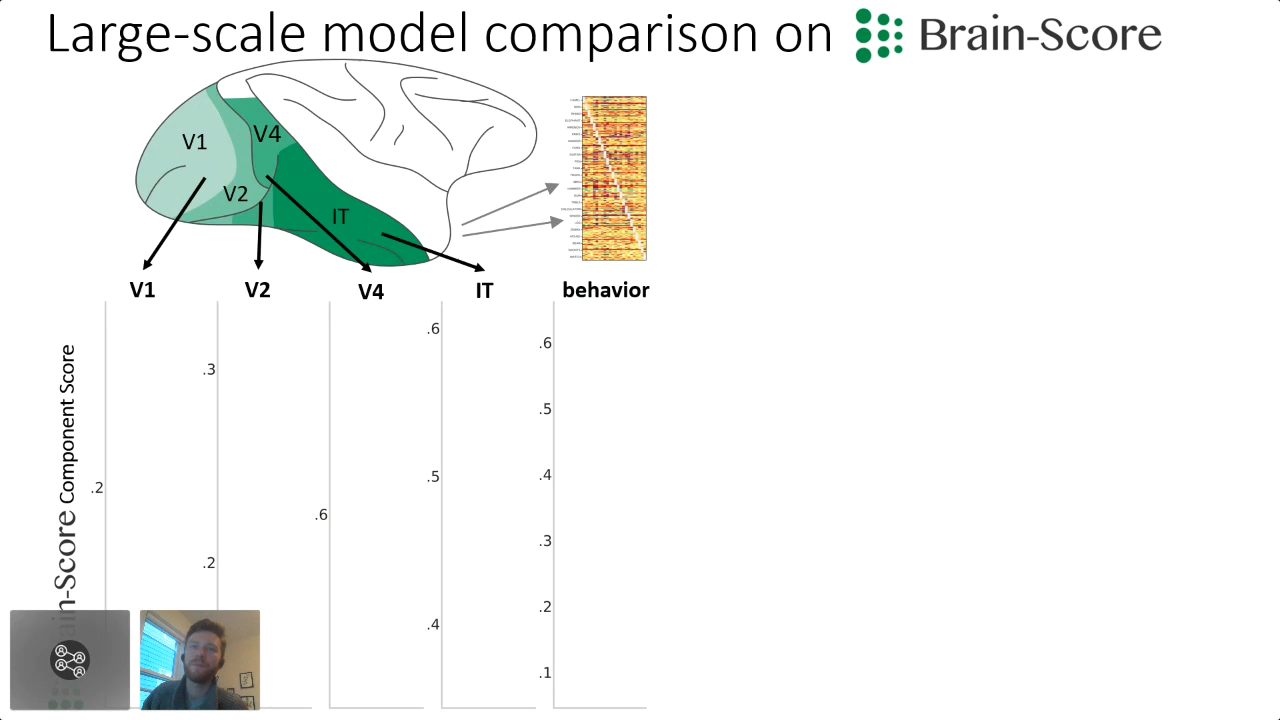 Large-scale model comparison on Brain-Score
V1
V4
V2
IT
V1
V2
V4
IT
behavior
n-Score Component Score
.2
.3
.2
.6
.6
.5
.4
.6
.5
.4
.3
.2
.1